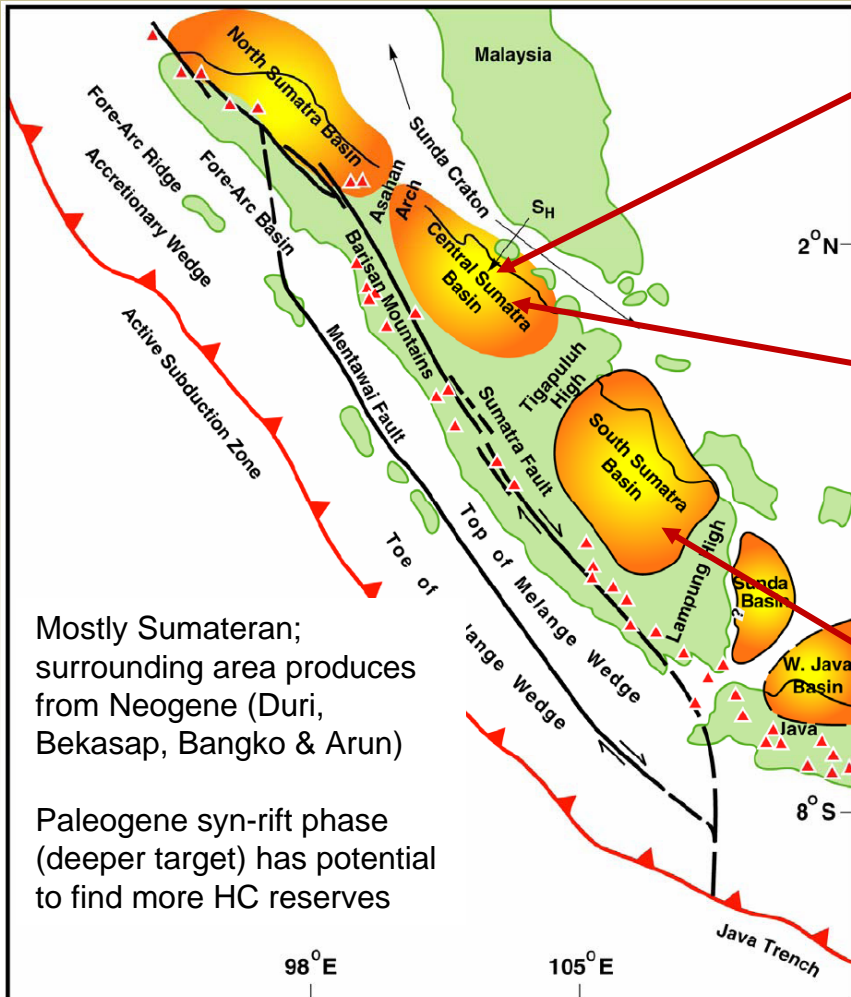 North Sumatra Basin
Malaysia
Fore-Arc Ridge
Accretionary Wedge
Fore-Arc Basin
Asahan
Arch
Sunda Craton
S_H
2°N
Central Sumatra
Basin
Barisan Mountains
Active Subduction Zone
Mentawai Fault
Sumatra Fault
Tigapuluh
High
South Sumatra
Basin
Toe of
lange Wedge
Top of Melange Wedge
Lampung High
Sunda
Basin
?
W. Java
Basin
Java
8°S
Mostly Sumateran;
surrounding area produces
from Neogene (Duri,
Bekasap, Bangko & Arun)
Paleogene syn-rift phase
(deeper target) has potential
to find more HC reserves
Java Trench
98°E
105°E